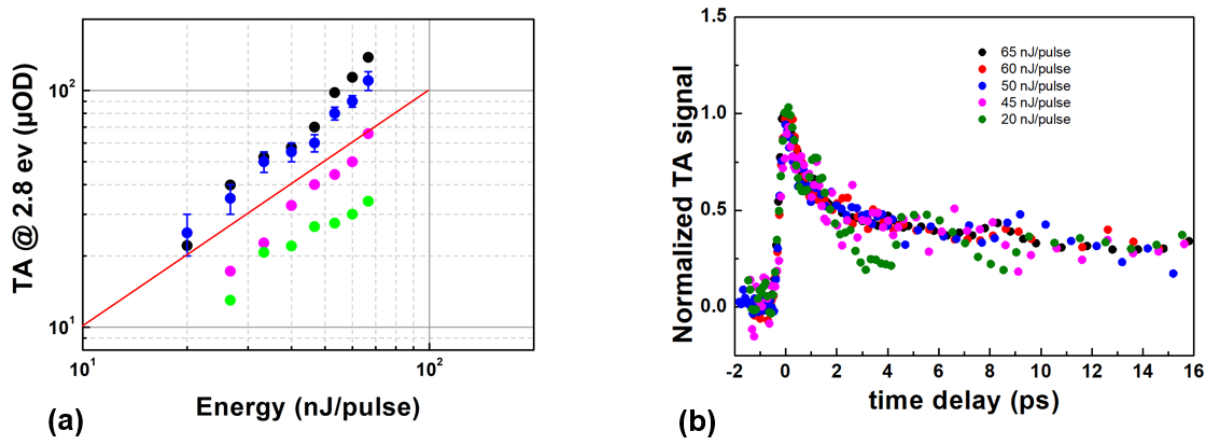 TA @ 2.8 ev (μOD)
10²
10¹
10¹
10²
Energy (nJ/pulse)
(a)
Normalized TA signal
1.5
1.0
0.5
0.0
65 nJ/pulse
60 nJ/pulse
50 nJ/pulse
45 nJ/pulse
20 nJ/pulse
-2 0 2 4 6 8 10 12 14 16
time delay (ps)
(b)